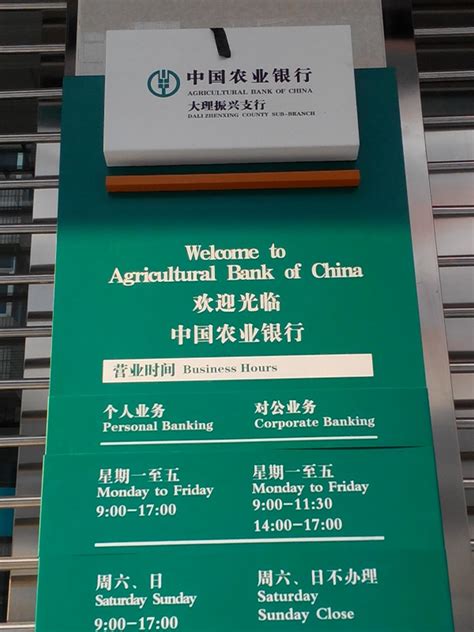 中国农业银行
AGRICULTURAL BANK OF CHINA
大理振兴支行
DALI ZHENXING COUNTY SUB-BRANCH
Welcome to
Agricultural Bank of China
欢迎光临
中国农业银行
营业时间 Business Hours
个人业务
Personal Banking
对公业务
Corporate Banking
星期一至五
Monday to Friday
9:00-17:00
星期一至五
Monday to Friday
9:00-11:30
14:00-17:00
周六、日
Saturday Sunday
9:00-17:00
周六、日不办理
Saturday
Sunday Close